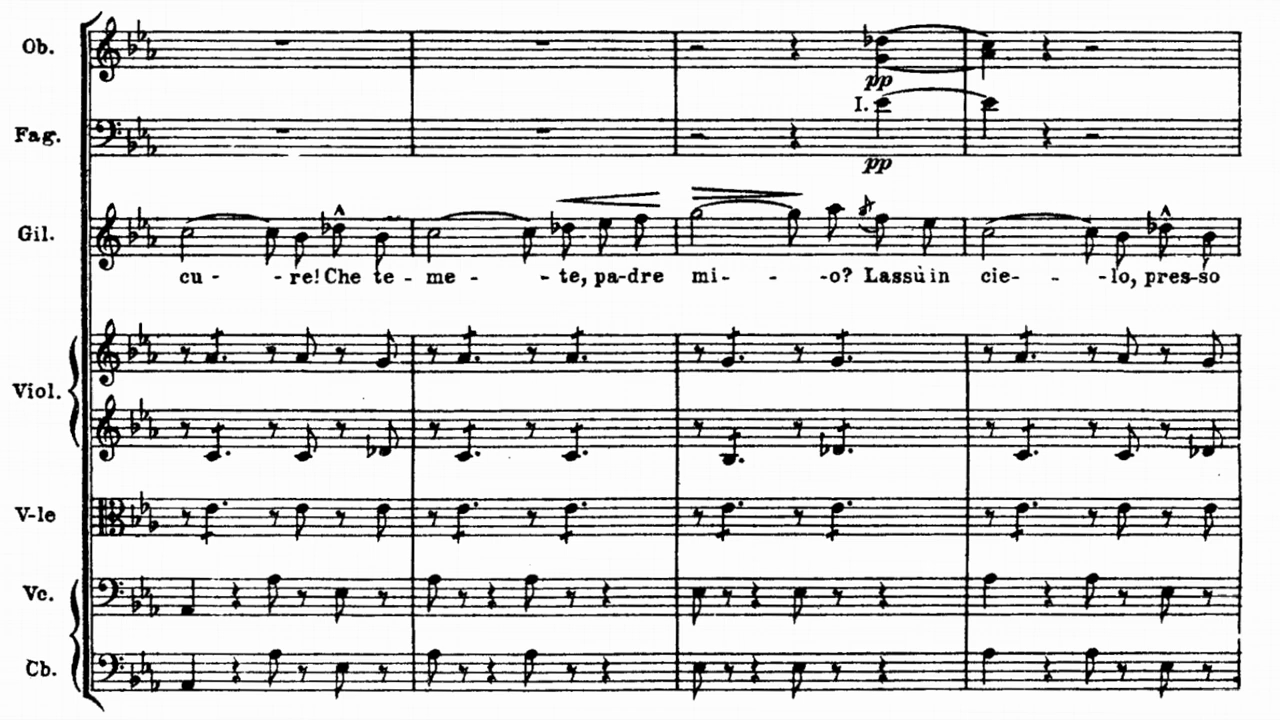 Ob.
pp
I.
Fag.
pp
Gil.
cu - - re! Che te - me - - te, pa-dre mi - - - o? Lassù in cie - - - lo, pres-so
Viol.
V-le
Vc.
Cb.